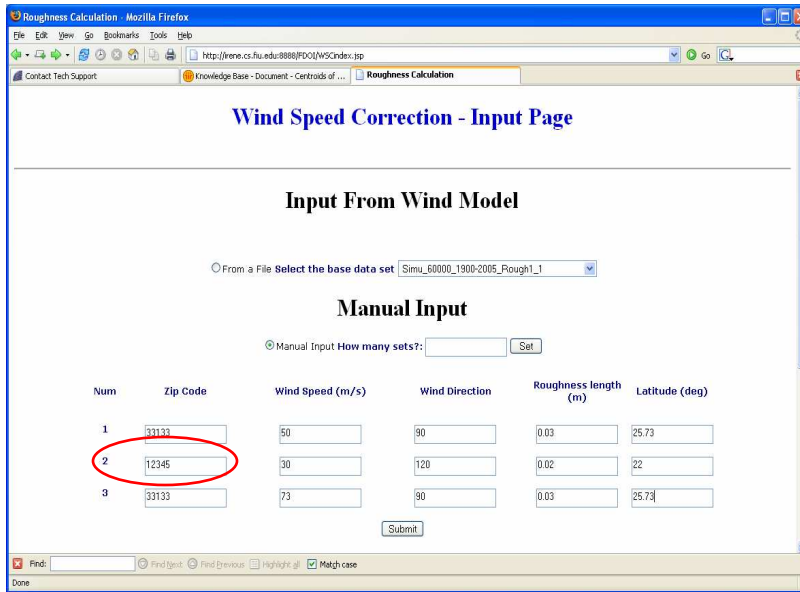 Roughness Calculation - Mozilla Firefox
File Edit View Go Bookmarks Tools Help
http://irene.cs.fiu.edu:8888/FDOI/WSCindex.jsp Go
Contact Tech Support Knowledge Base - Document - Centroids of ... Roughness Calculation
Wind Speed Correction - Input Page
Input From Wind Model
From a File Select the base data set Simu_60000_1900-2005_Rough1_1
Manual Input
Manual Input How many sets?: Set
Num Zip Code Wind Speed (m/s) Wind Direction Roughness length (m) Latitude (deg)
1 33133 50 90 0.03 25.73
2 12345 30 120 0.02 22
3 33133 73 90 0.03 25.73
Submit
Find: Find Next Find Previous Highlight all Match case
Done